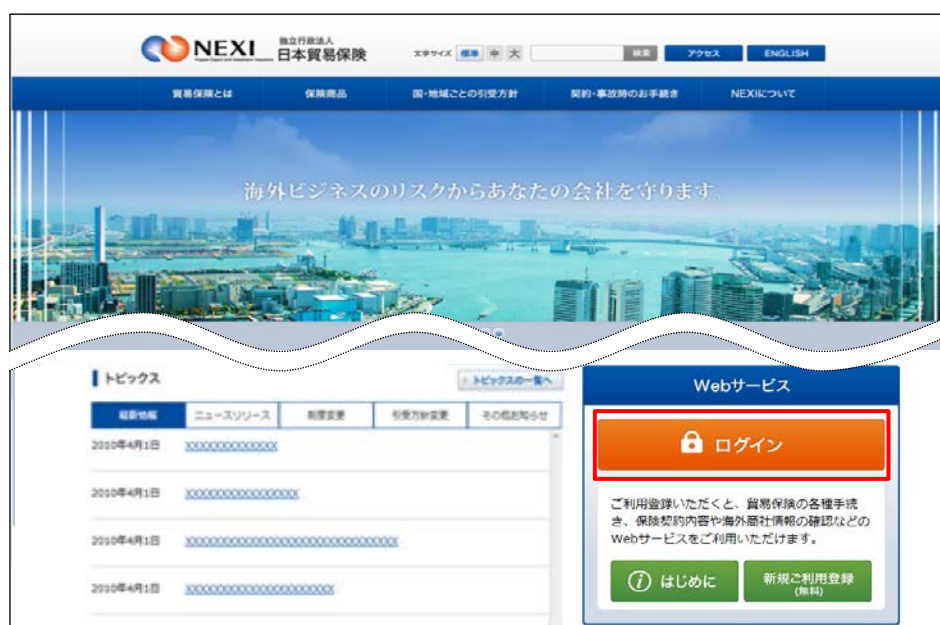 NEXI
独立行政法人
日本貿易保険
文字サイズ 標準 中 大
検索
アクセス
ENGLISH
貿易保険とは 保険商品 国・地域ごとの引受方針 契約・事故時のお手続き NEXIについて
海外ビジネスのリスクからあなたの会社を守ります。
トピックス
トピックスの一覧へ
最新情報 ニュースリリース 制度変更 引受方針変更 その他お知らせ
2010年4月1日 XXXXXXXXXXXXXX
2010年4月1日 XXXXXXXXXXXXXXXXX
2010年4月1日 XXXXXXXXXXXXXXXXXXXXXXXXXXXXXXXX
2010年4月1日 XXXXXXXXXXXXXXXXXXXXXX
Webサービス
ログイン
ご利用登録いただくと、貿易保険の各種手続
き、保険契約内容や海外商社情報の確認などの
Webサービスをご利用いただけます。
はじめに
新規ご利用登録
(無料)